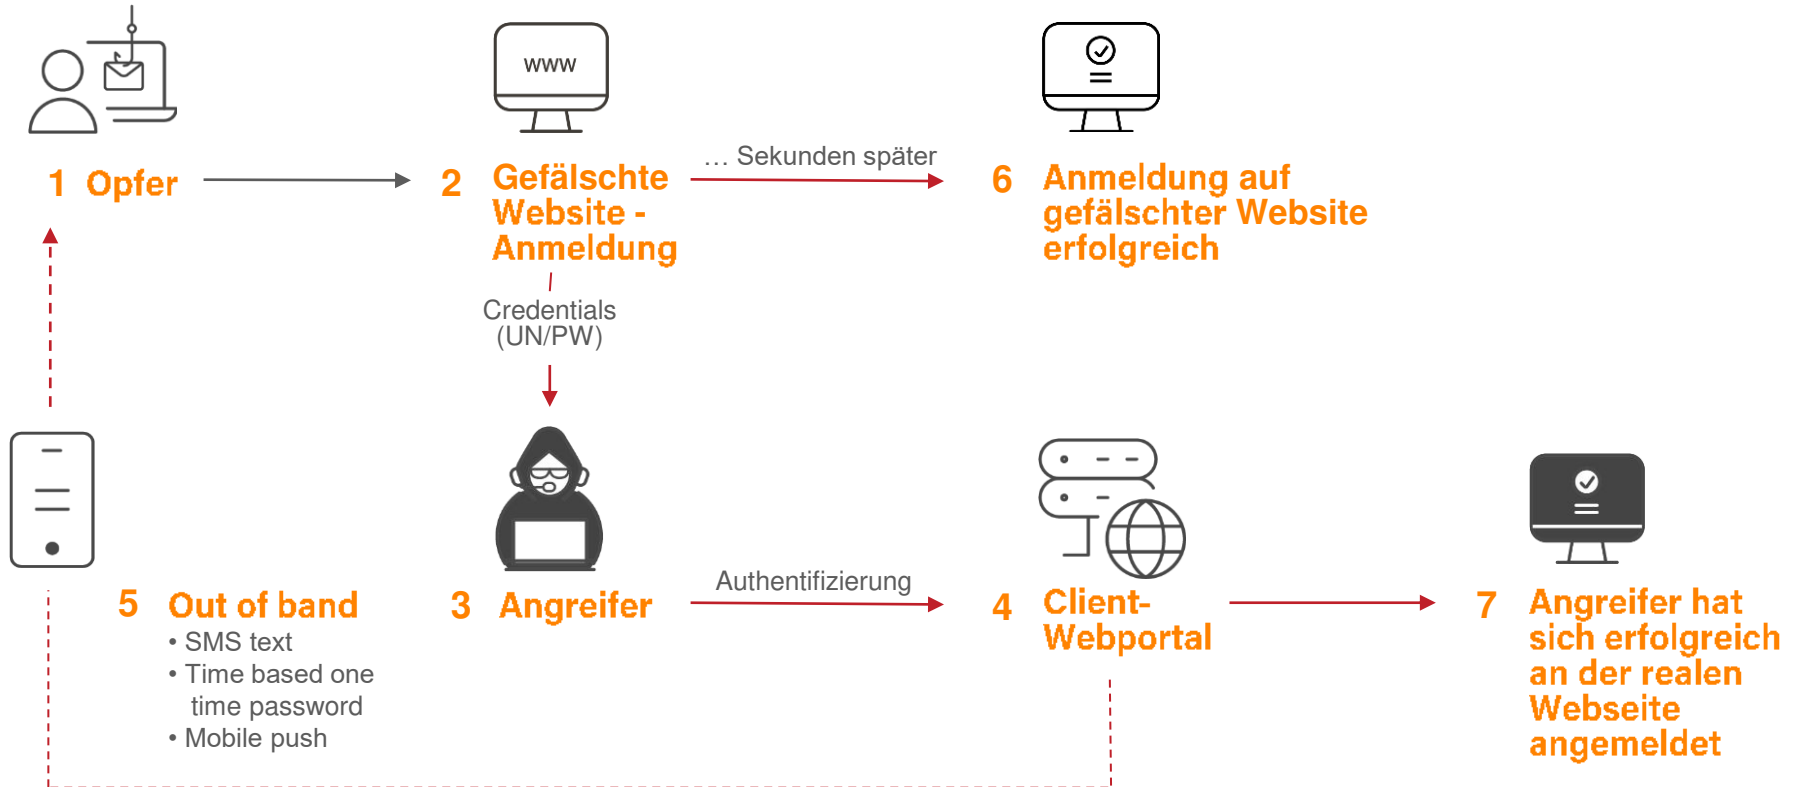 www
1 Opfer
2 Gefälschte
Website -
Anmeldung
… Sekunden später
6 Anmeldung auf
gefälschter Website
erfolgreich
Credentials
(UN/PW)
5 Out of band
• SMS text
• Time based one
time password
• Mobile push
3 Angreifer
Authentifizierung
4 Client-
Webportal
7 Angreifer hat
sich erfolgreich
an der realen
Webseite
angemeldet